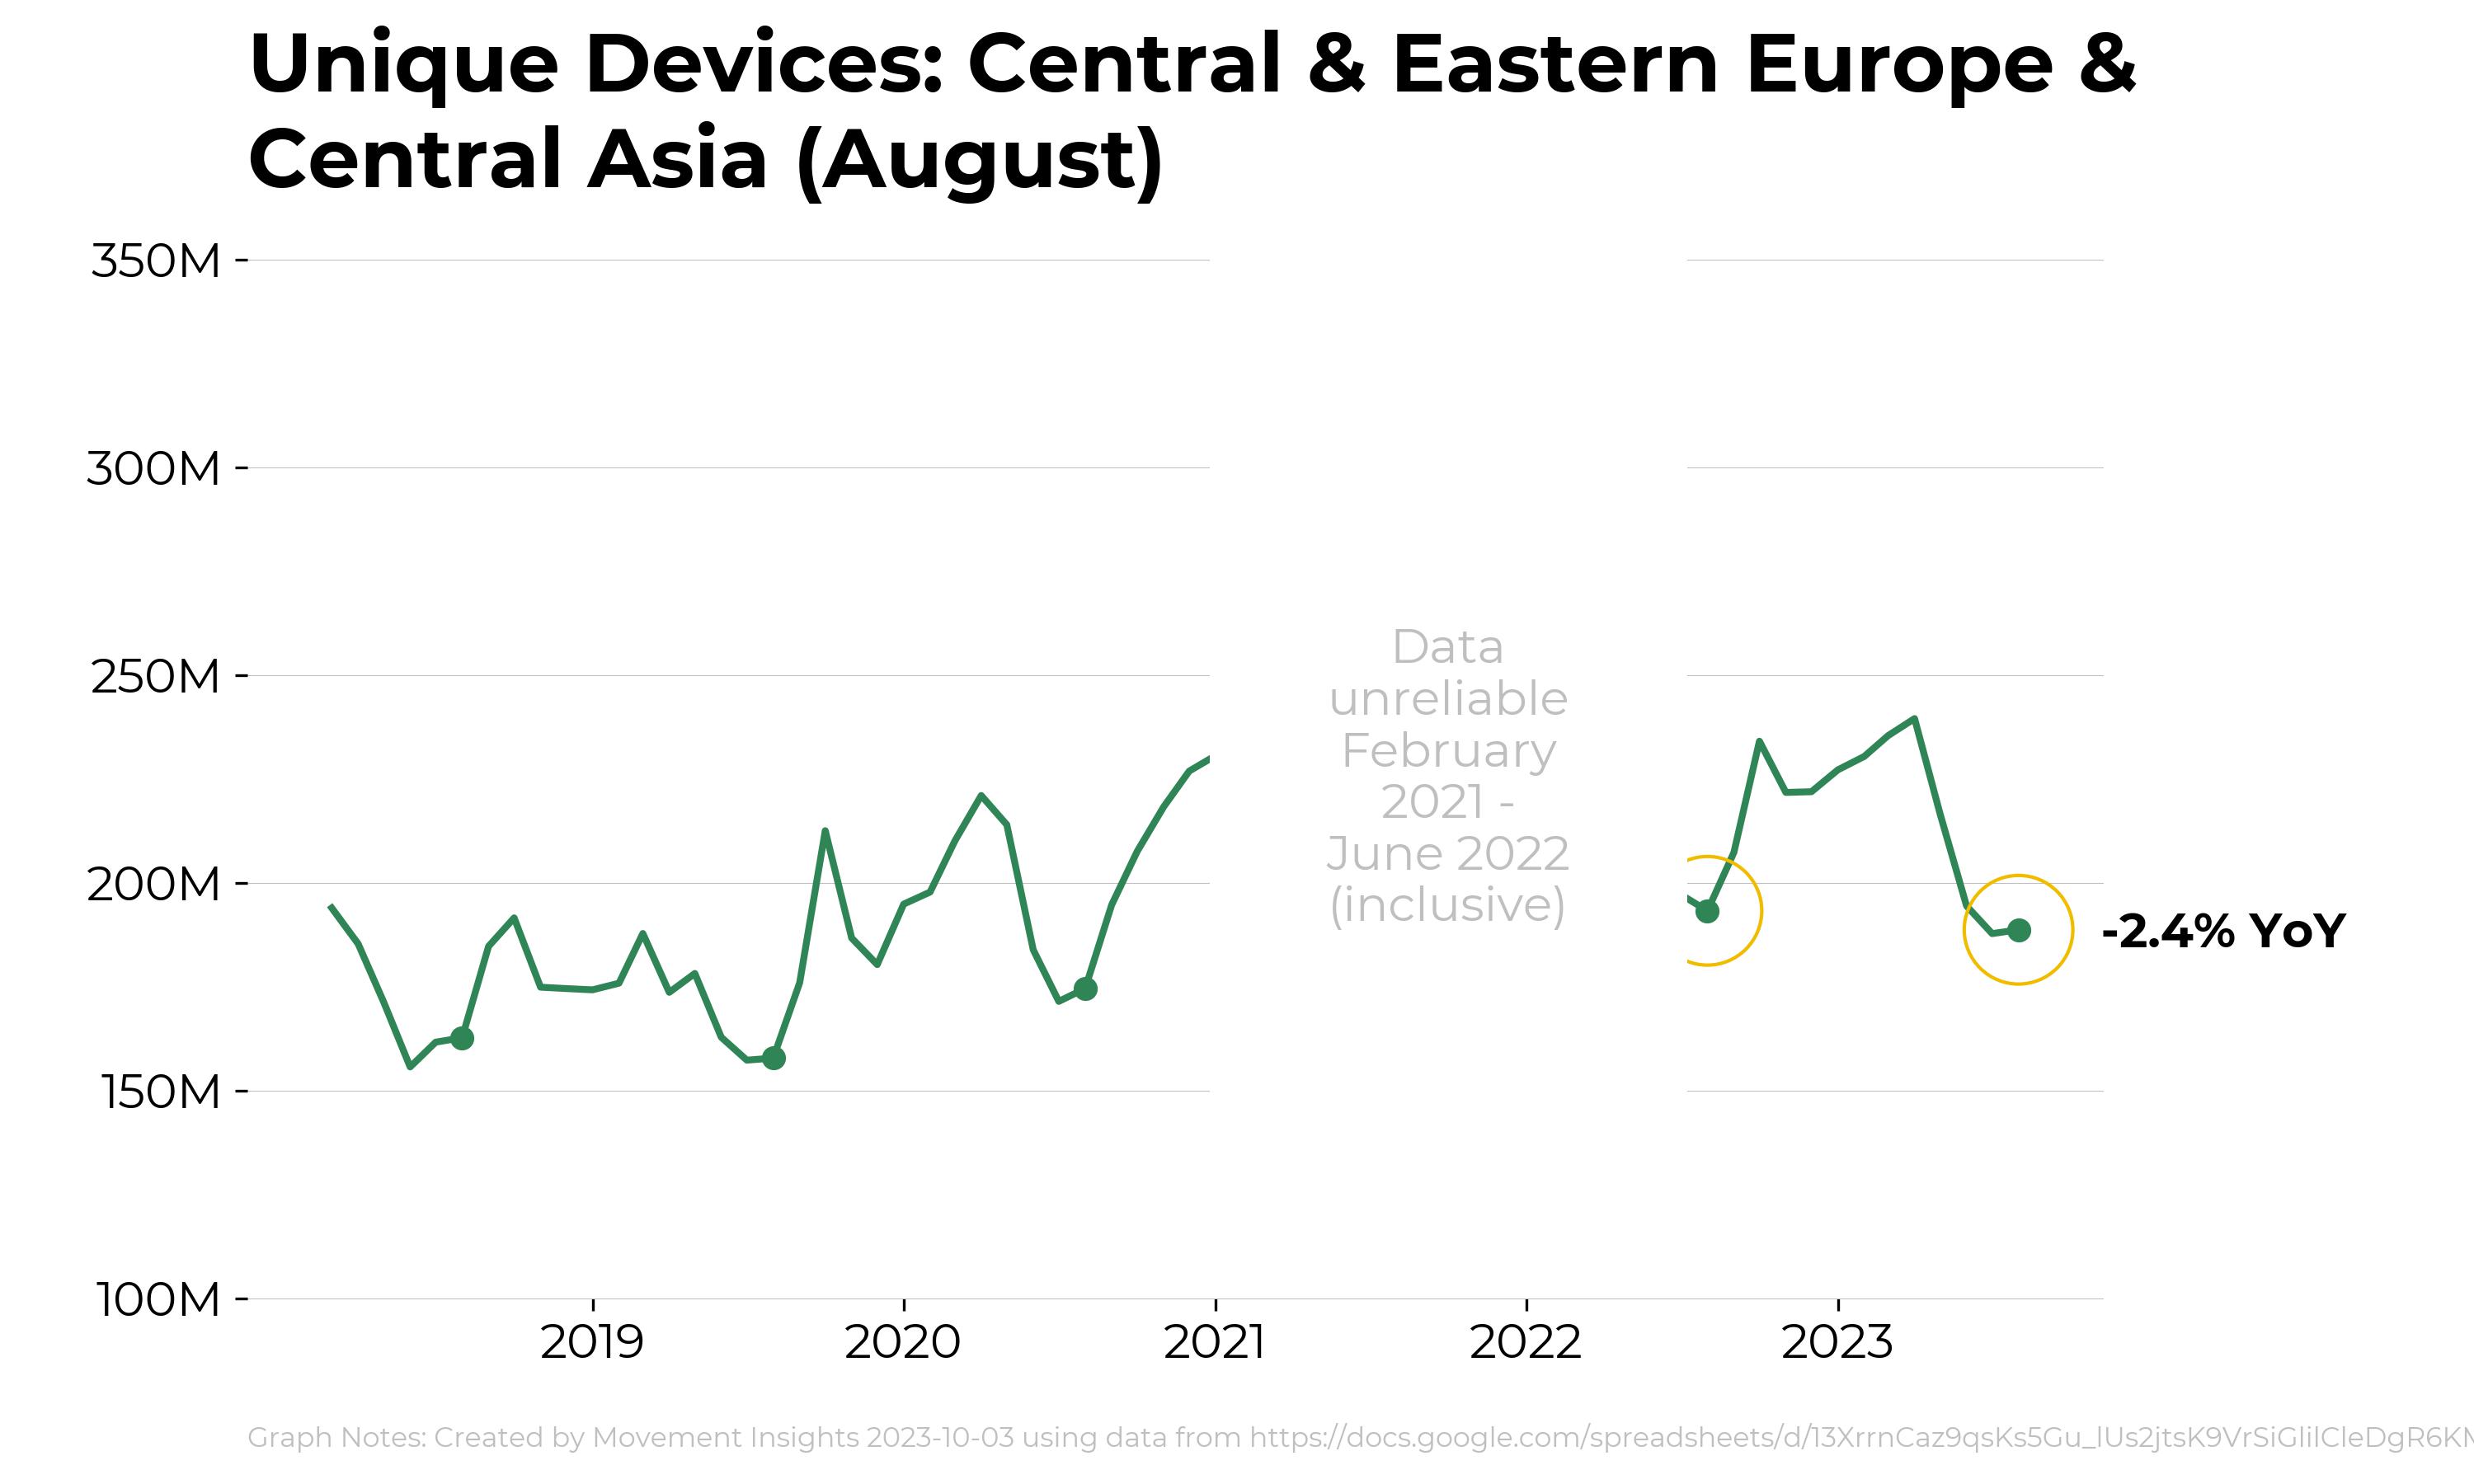 Unique Devices: Central & Eastern Europe &
Central Asia (August)
350M
300M
250M
200M
150M
100M
Data
unreliable
February
2021 -
June 2022
(inclusive)
-2.4% YoY
2019
2020
2021
2022
2023
Graph Notes: Created by Movement Insights 2023-10-03 using data from https://docs.google.com/spreadsheets/d/13XrrnCaz9qsKs5Gu_lUs2jtsK9VrSiGlilCleDgR6KM